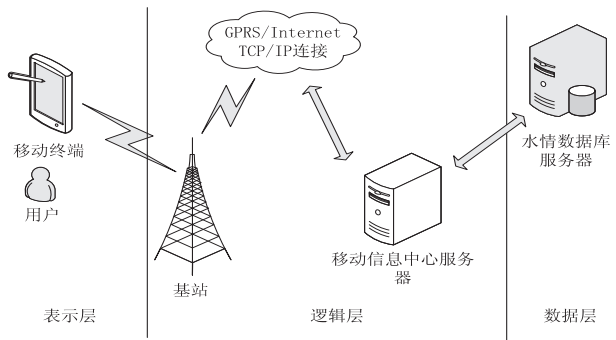 GPRS/Internet
TCP/IP连接
移动终端
用户
基站
移动信息中心服务
器
水情数据库
服务器
表示层
逻辑层
数据层